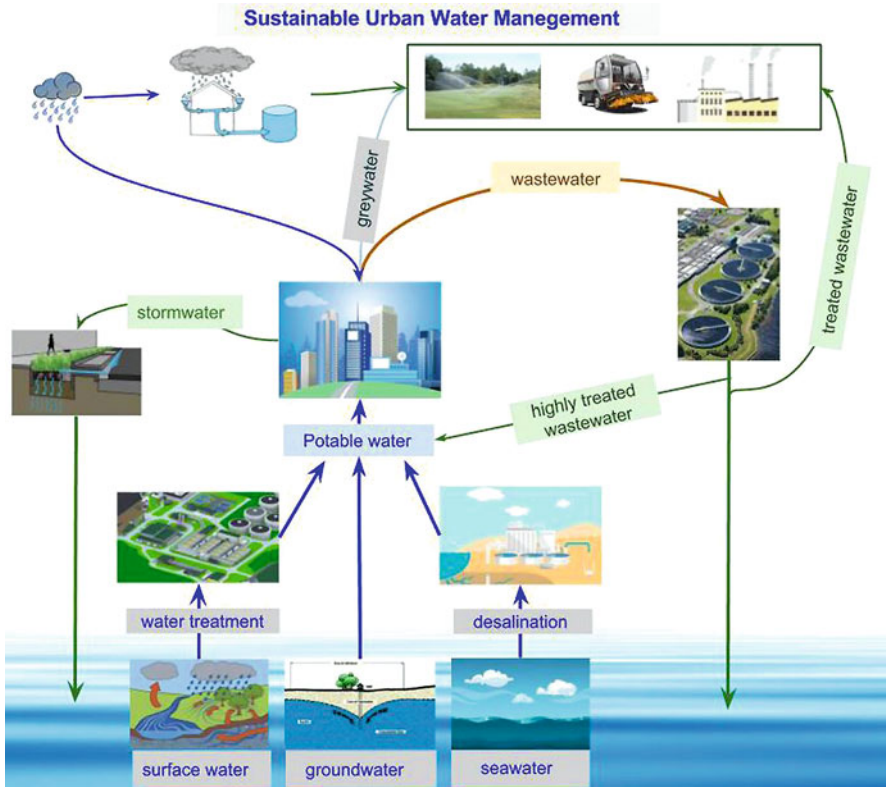 Sustainable Urban Water Manegement
greywater
wastewater
treated wastewater
stormwater
highly treated
wastewater
Potable water
water treatment
desalination
surface water
groundwater
seawater